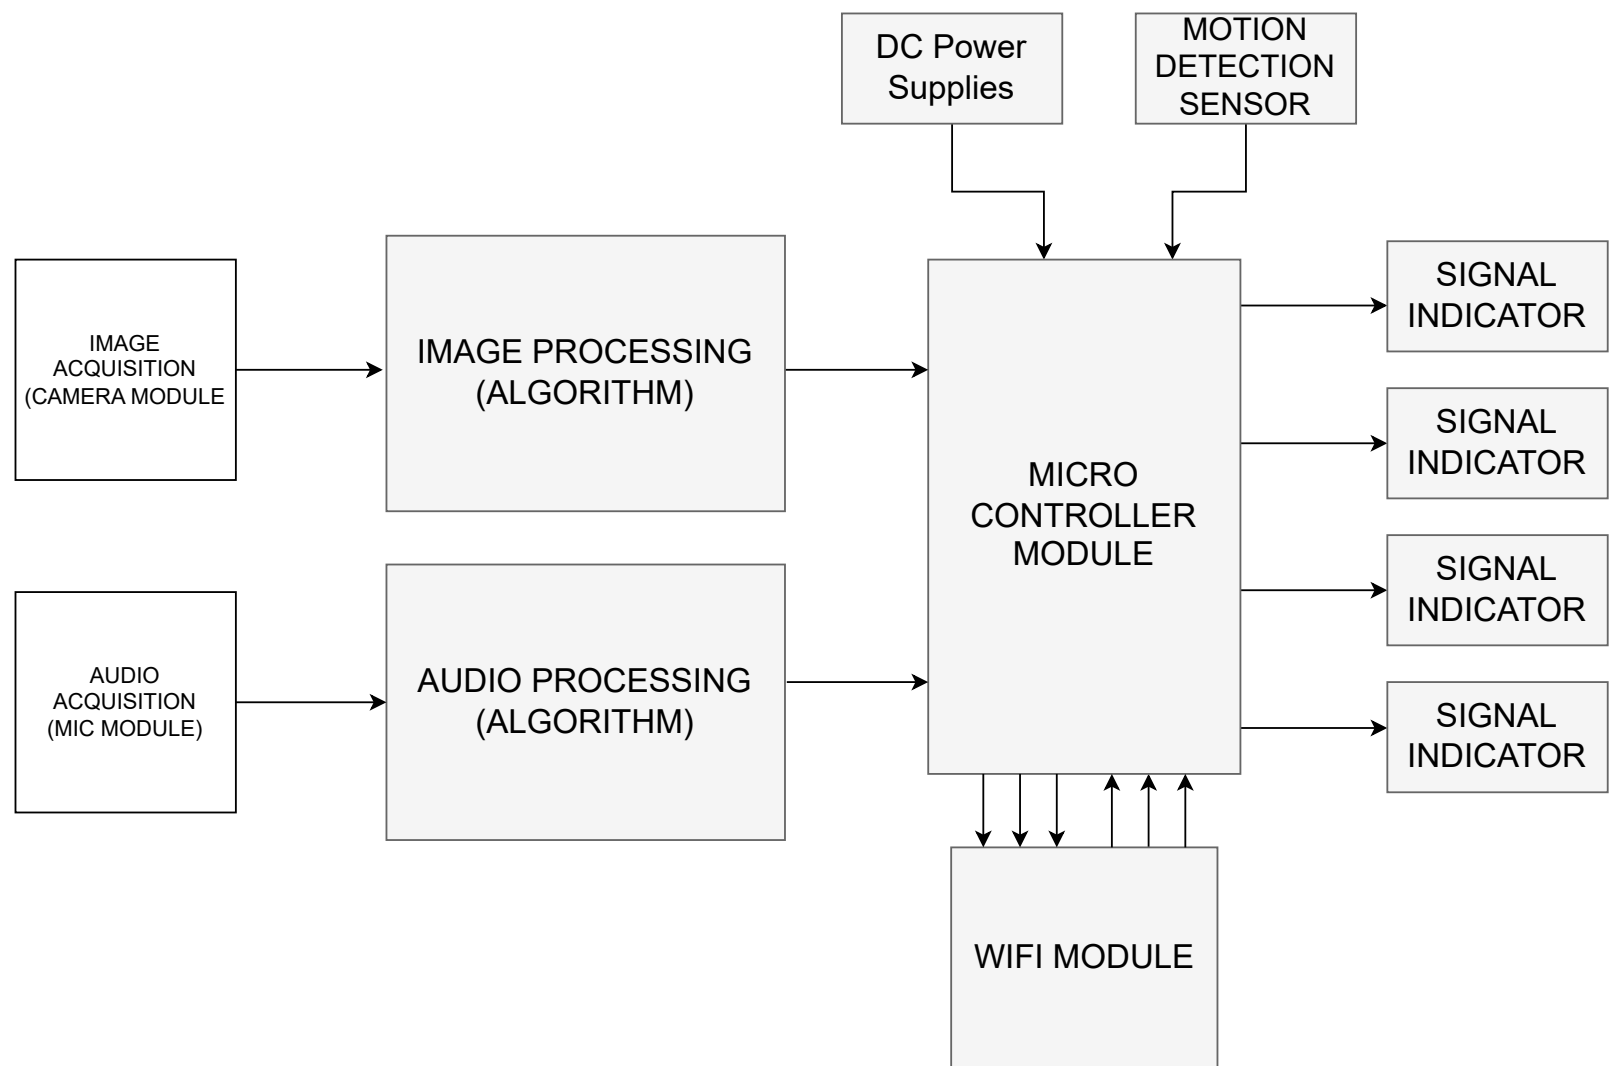 DC Power
Supplies
MOTION
DETECTION
SENSOR
IMAGE
ACQUISITION
(CAMERA MODULE
IMAGE PROCESSING
(ALGORITHM)
MICRO
CONTROLLER
MODULE
SIGNAL
INDICATOR
SIGNAL
INDICATOR
SIGNAL
INDICATOR
SIGNAL
INDICATOR
AUDIO
ACQUISITION
(MIC MODULE)
AUDIO PROCESSING
(ALGORITHM)
WIFI MODULE